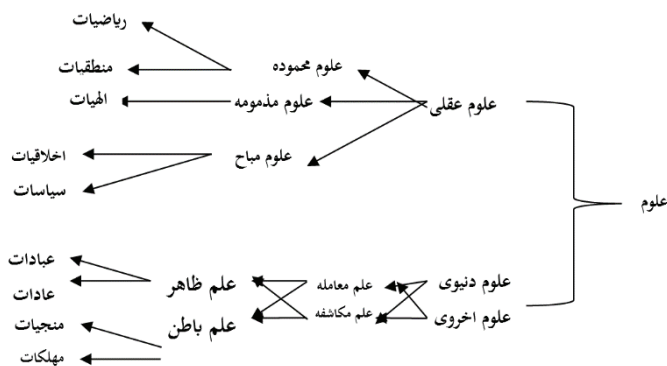 علوم
علوم عقلی
علوم محموده
ریاضیات
منطقیات
علوم مذمومه
الهیات
علوم مباح
اخلاقیات
سیاسات
علوم دنیوی
علوم اخروی
علم معامله
علم مکاشفه
علم ظاهر
علم باطن
عبادات
عادات
منجیات
مهلکات